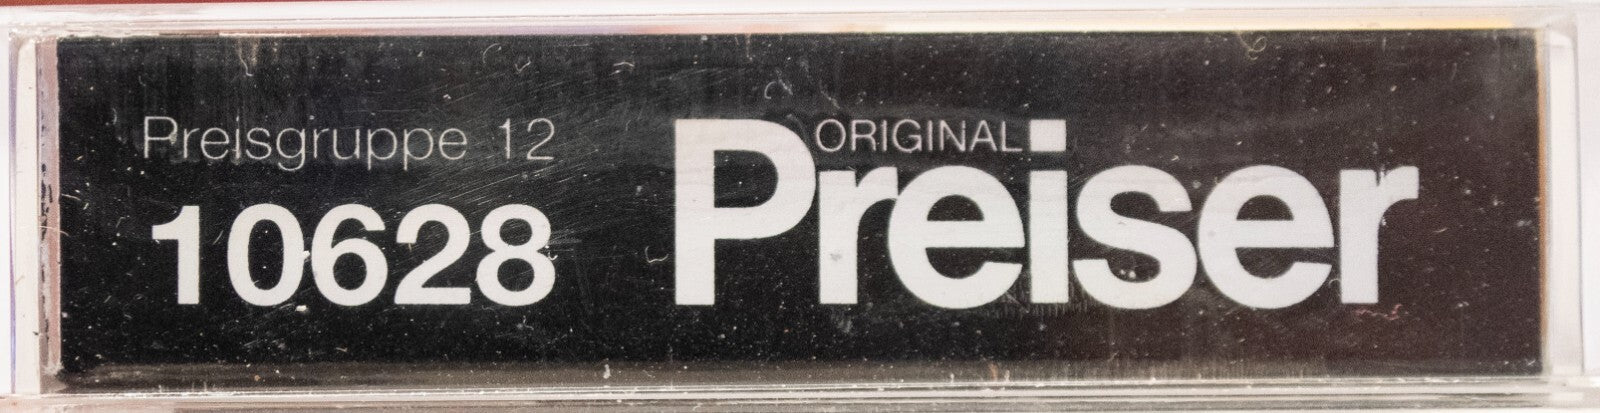 Preisgruppe 12
10628
ORIGINAL
Preiser